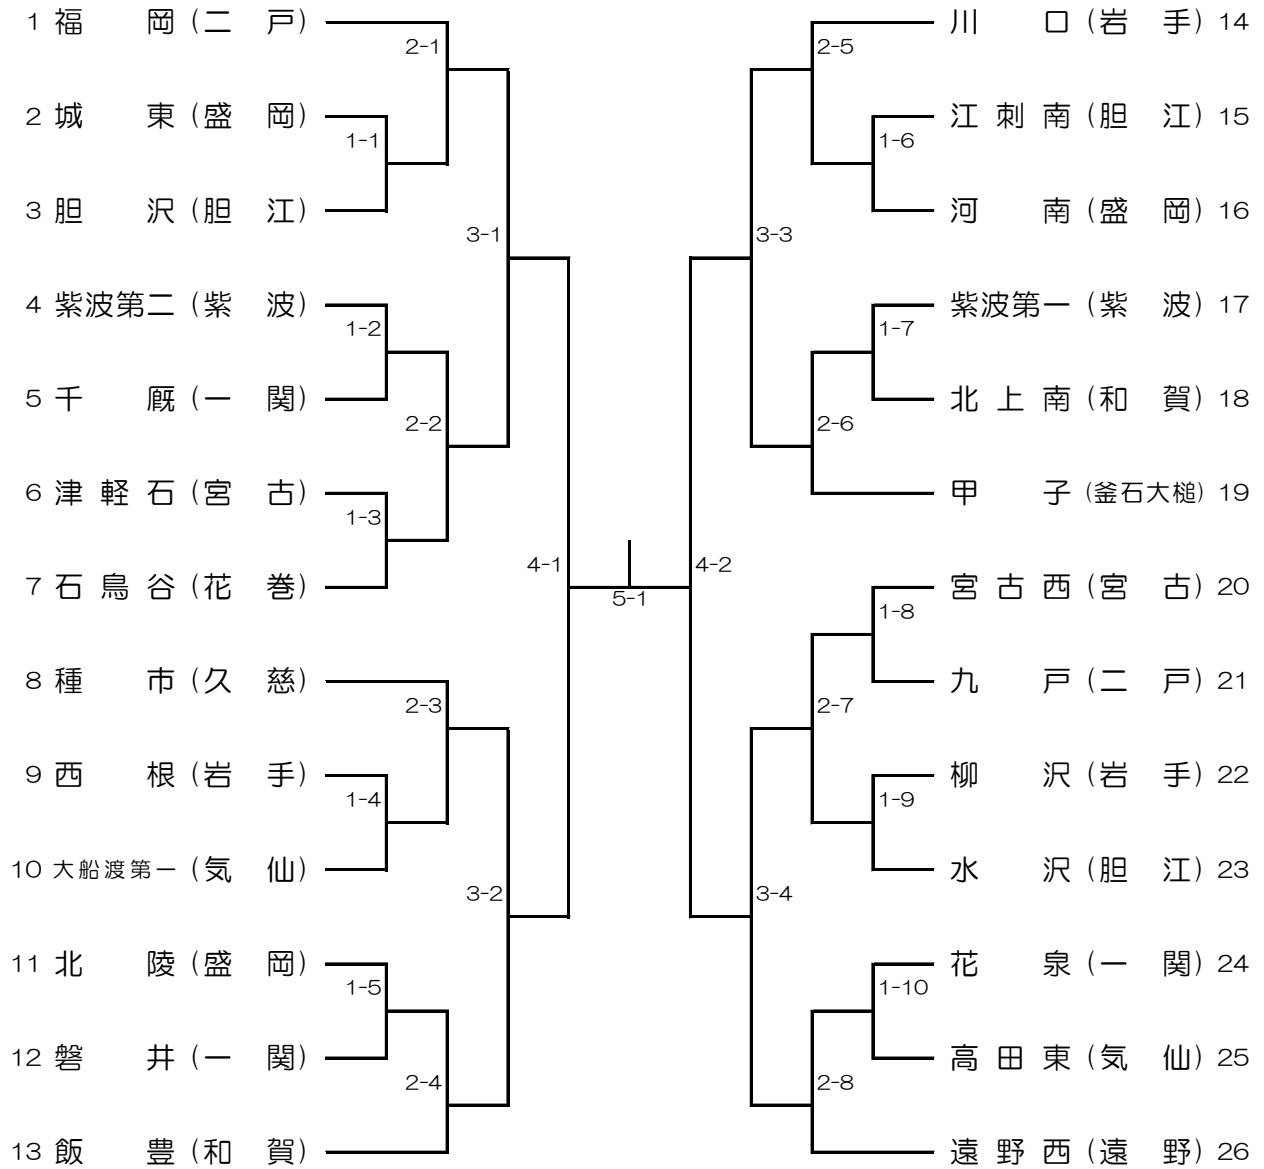 1 福岡(二戸)
2-1
2 城東(盛岡)
1-1
3 胆沢(胆江)
3-1
4 紫波第二(紫波)
1-2
5 千厩(一関)
2-2
6 津軽石(宮古)
1-3
7 石鳥谷(花巻)
4-1
8 種市(久慈)
2-3
9 西根(岩手)
1-4
10 大船渡第一(気仙)
3-2
11 北陵(盛岡)
1-5
12 磐井(一関)
2-4
13 飯豊(和賀)
5-1
川口(岩手) 14
2-5
江刺南(胆江) 15
1-6
河南(盛岡) 16
3-3
紫波第一(紫波) 17
1-7
北上南(和賀) 18
2-6
甲子(釜石大槌) 19
4-2
宮古西(宮古) 20
1-8
九戸(二戸) 21
2-7
柳沢(岩手) 22
1-9
水沢(胆江) 23
3-4
花泉(一関) 24
1-10
高田東(気仙) 25
2-8
遠野西(遠野) 26